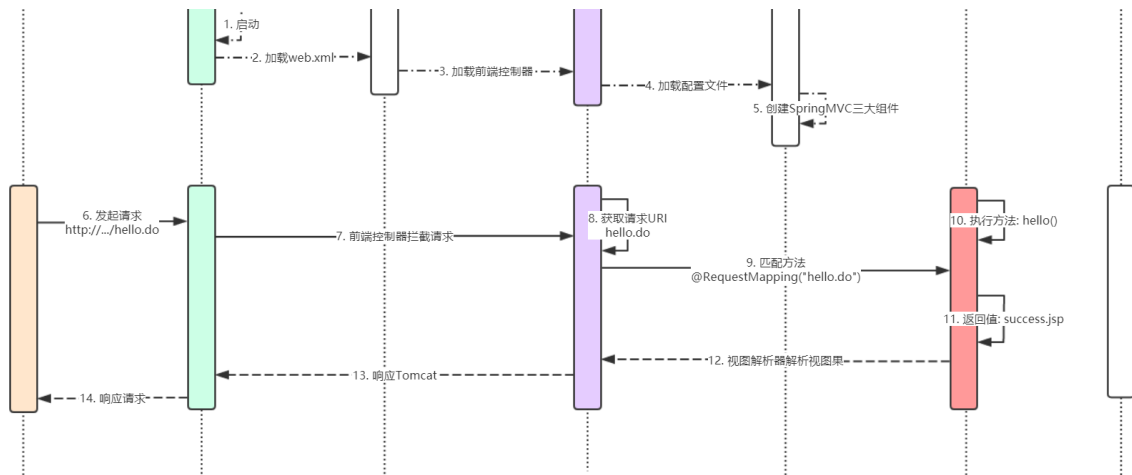 1. 启动
2. 加载web.xml
3. 加载前端控制器
4. 加载配置文件
5. 创建SpringMVC三大组件
6. 发起请求
http://.../hello.do
7. 前端控制器拦截请求
8. 获取请求URI
hello.do
9. 匹配方法
@RequestMapping("hello.do")
10. 执行方法: hello()
11. 返回值: success.jsp
12. 视图解析器解析视图果
13. 响应Tomcat
14. 响应请求